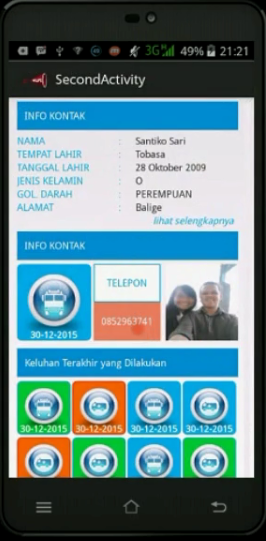 3G 49% 21:21
SecondActivity
INFO KONTAK
NAMA : Santiko Sari
TEMPAT LAHIR : Tobasa
TANGGAL LAHIR : 28 Oktober 2009
JENIS KELAMIN : O
GOL. DARAH : PEREMPUAN
ALAMAT : Balige
lihat selengkapnya
INFO KONTAK
TELEPON
0852963741
30-12-2015
Keluhan Terakhir yang Dilakukan
30-12-2015 30-12-2015 30-12-2015 30-12-2015